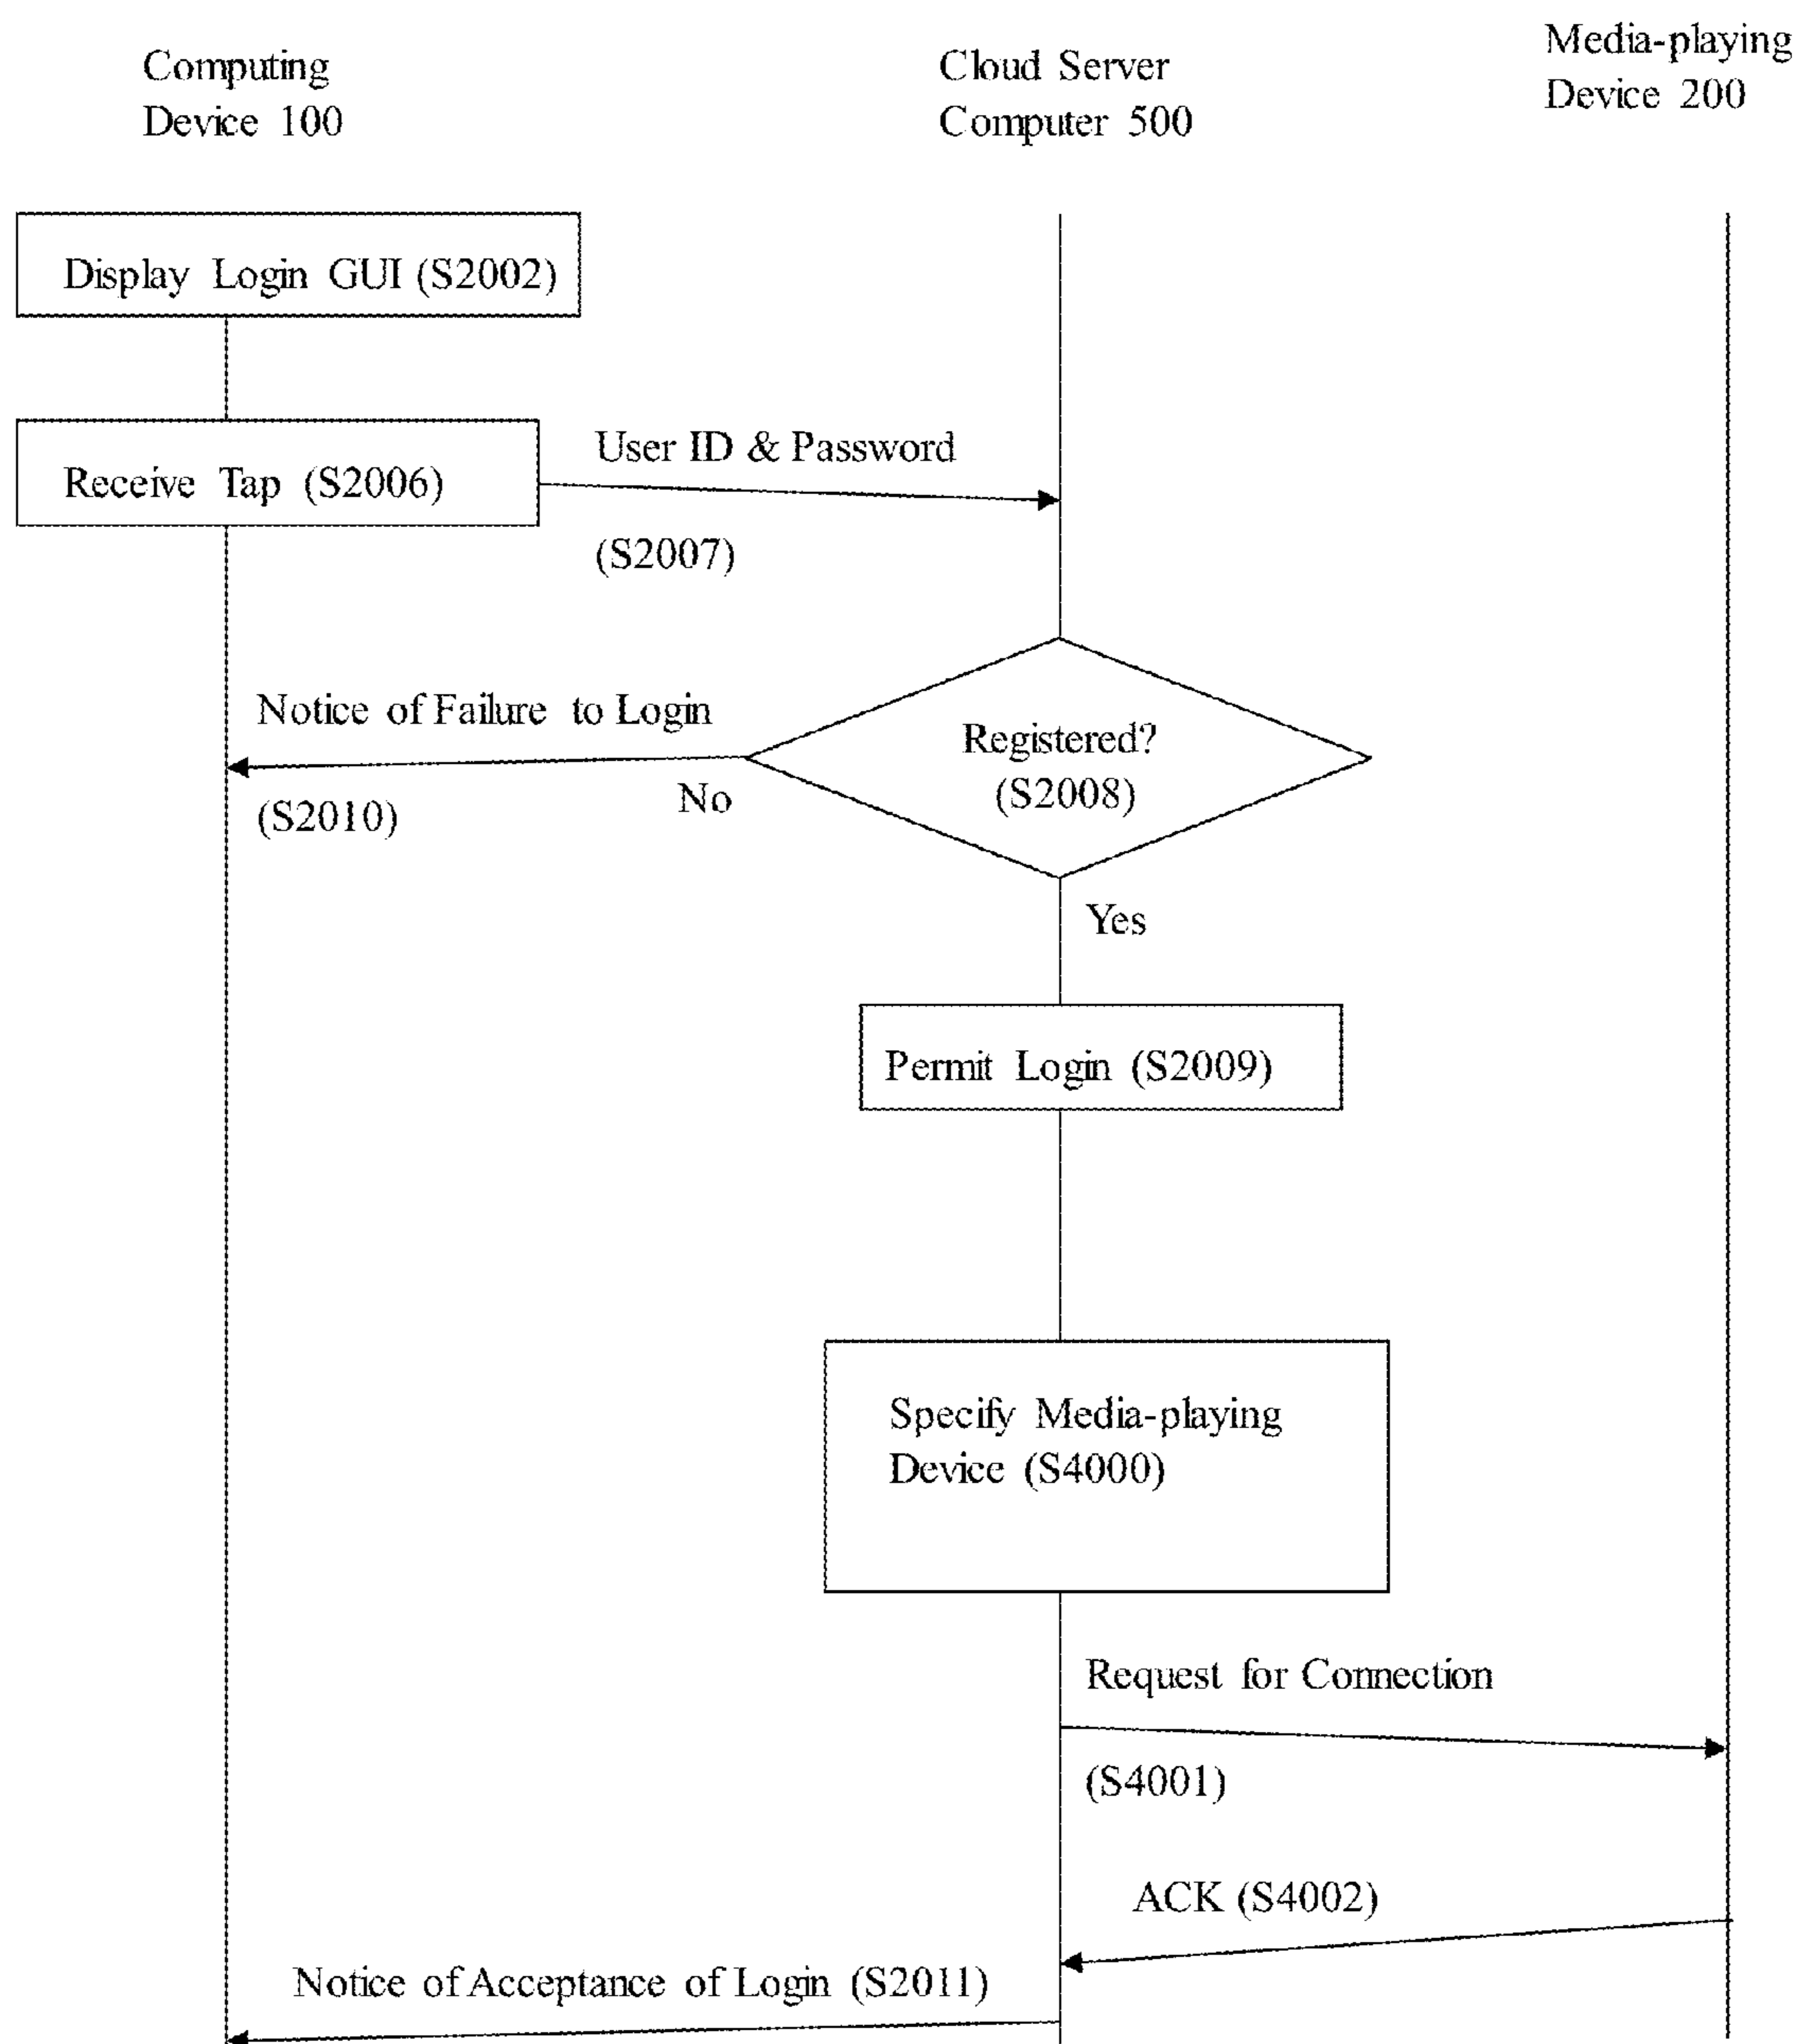 Computing
Device 100
Cloud Server
Computer 500
Media-playing
Device 200
Display Login GUI (S2002)
User ID & Password
Receive Tap (S2006)
(S2007)
Notice of Failure to Login
Registered?
(S2008)
No
(S2010)
Yes
Permit Login (S2009)
Specify Media-playing
Device (S4000)
Request for Connection
(S4001)
ACK (S4002)
Notice of Acceptance of Login (S2011)